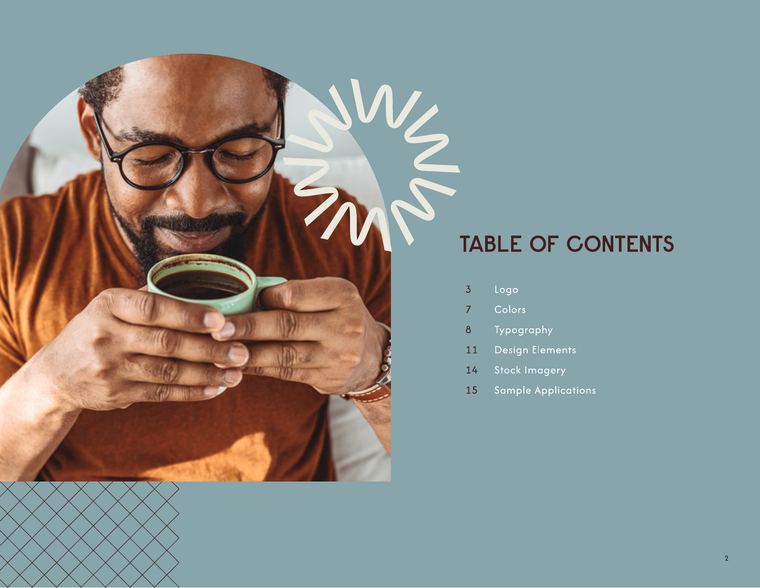 TABLE OF CONTENTS
3 Logo
7 Colors
8 Typography
11 Design Elements
14 Stock Imagery
15 Sample Applications
2